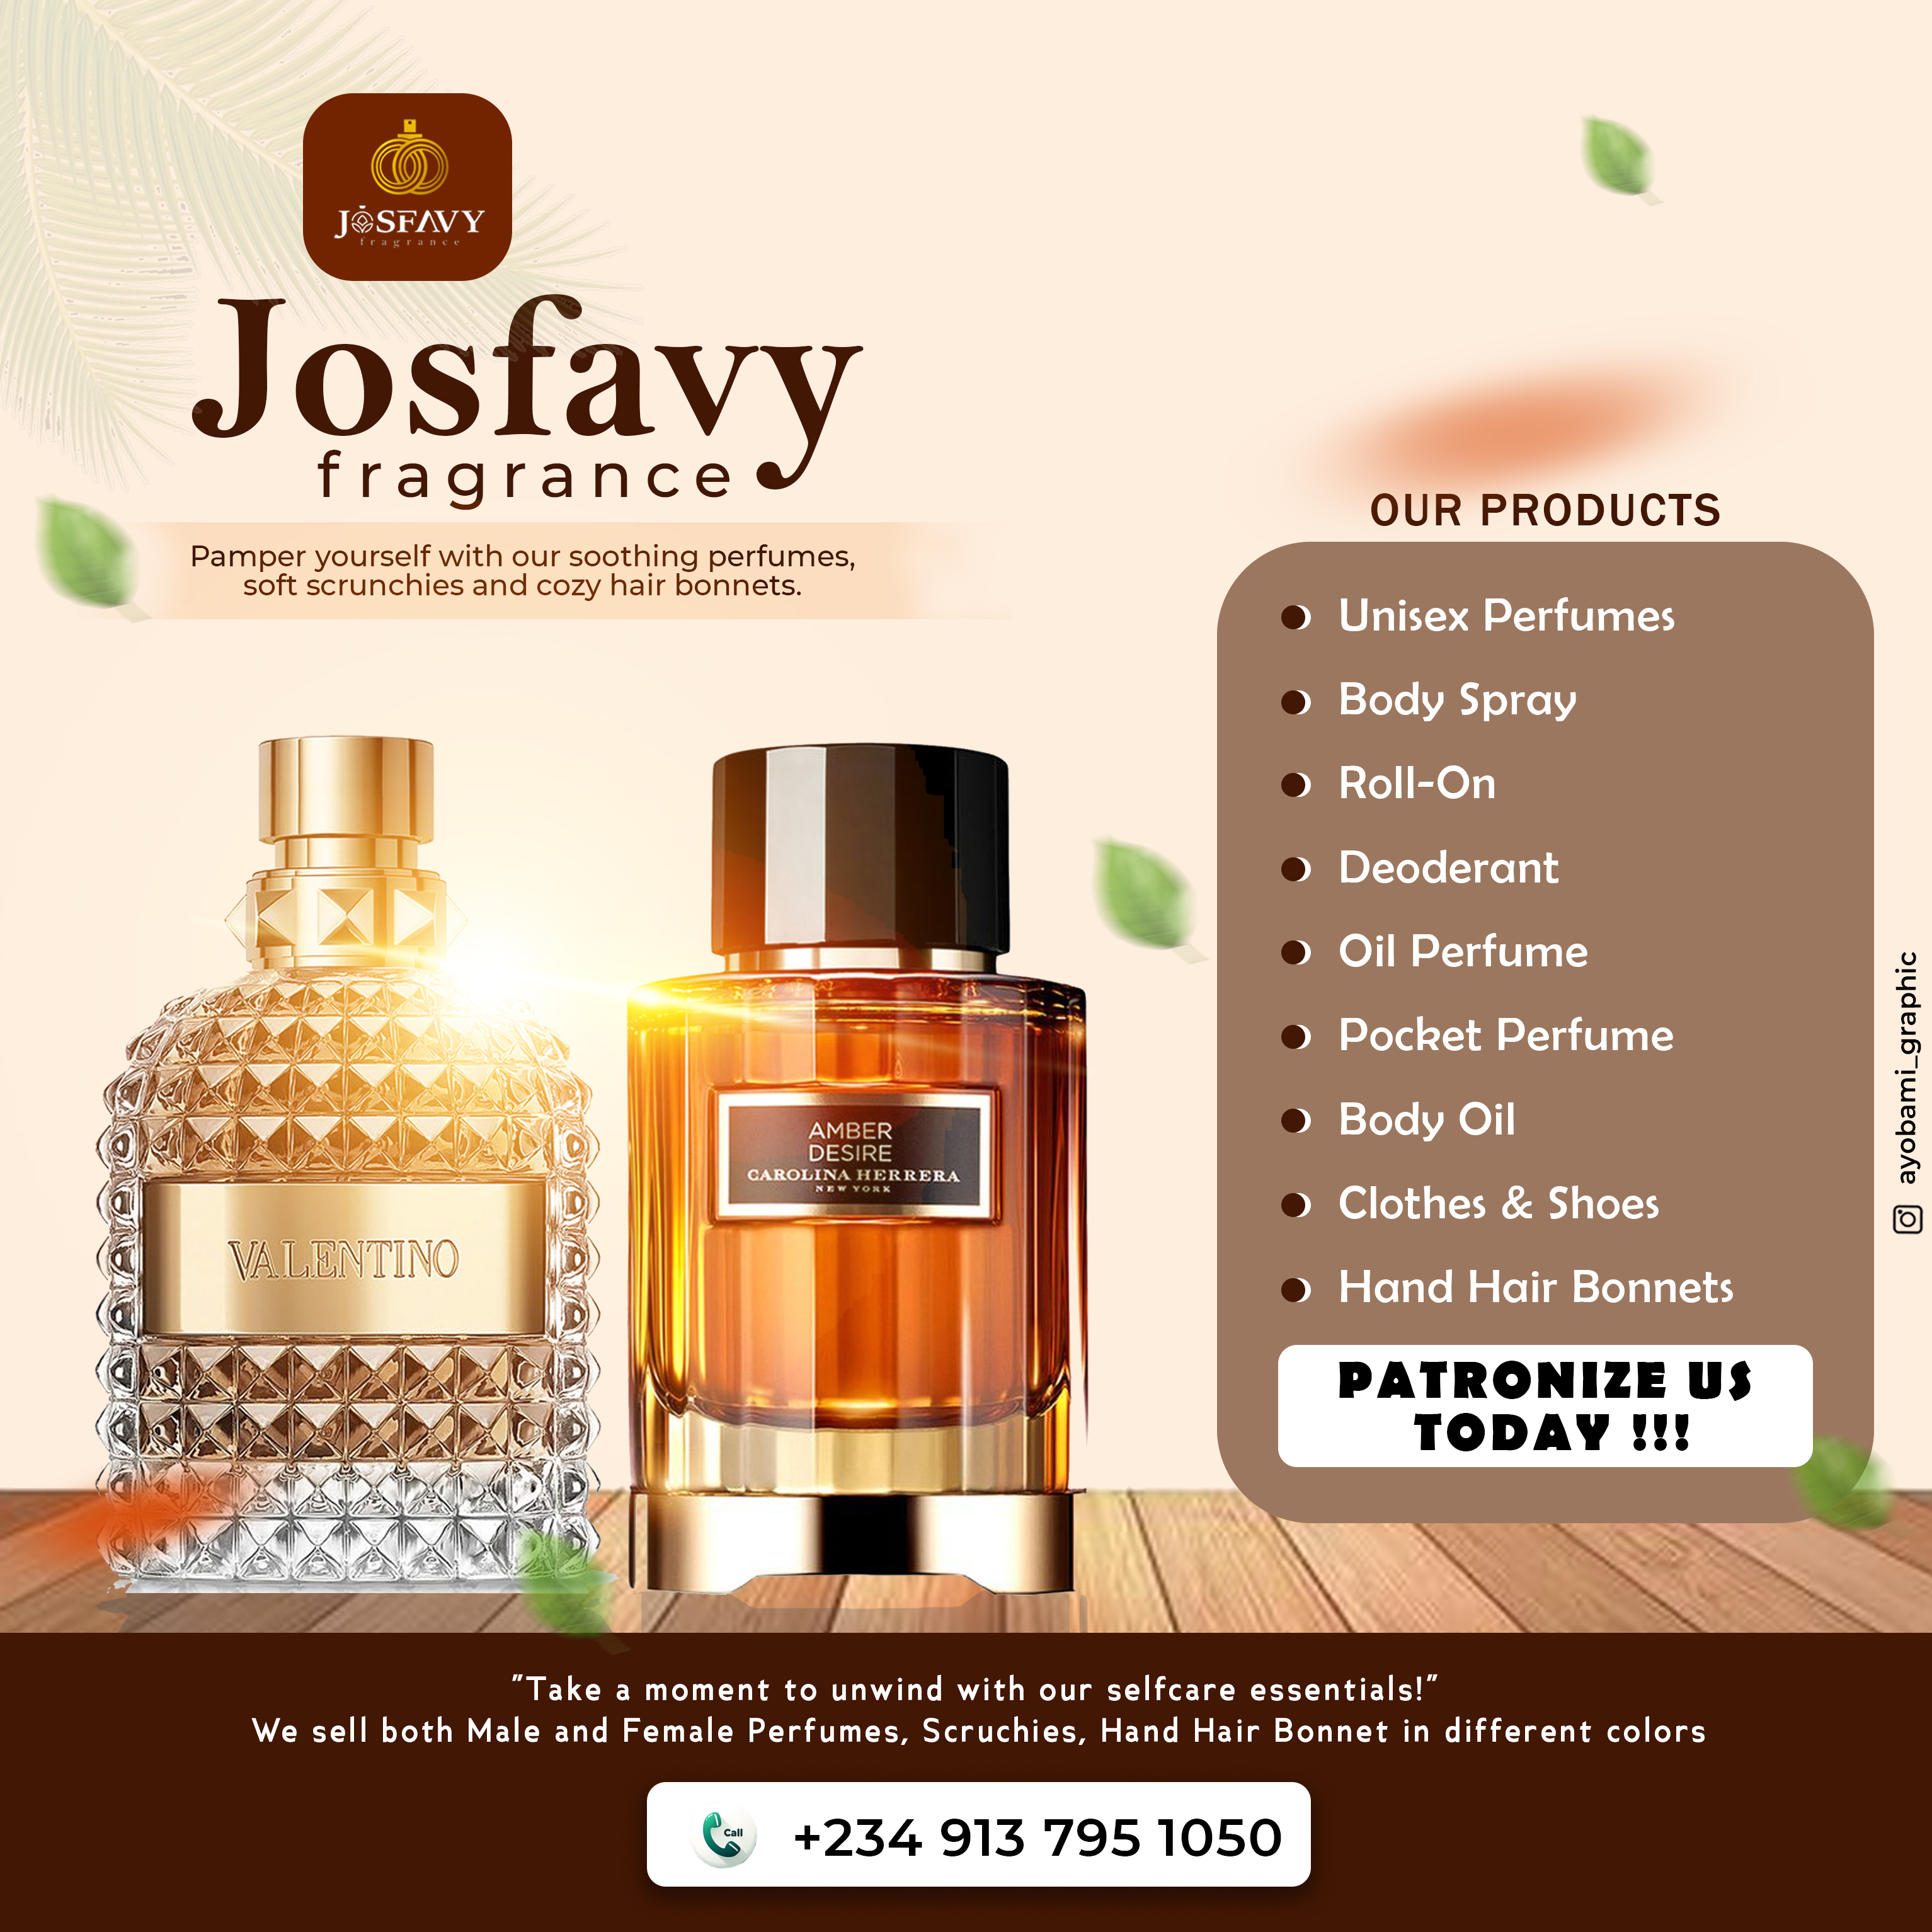 JOSFAVY
fragrance
Josfavy
fragrance
Pamper yourself with our soothing perfumes,
soft scrunchies and cozy hair bonnets.
VALENTINO
AMBER
DESIRE
CAROLINA HERRERA
NEW YORK
OUR PRODUCTS
Unisex Perfumes
Body Spray
Roll-On
Deoderant
Oil Perfume
Pocket Perfume
Body Oil
Clothes & Shoes
Hand Hair Bonnets
PATRONIZE US
TODAY !!!
ayobami_graphic
"Take a moment to unwind with our selfcare essentials!"
We sell both Male and Female Perfumes, Scruchies, Hand Hair Bonnet in different colors
Call
+234 913 795 1050